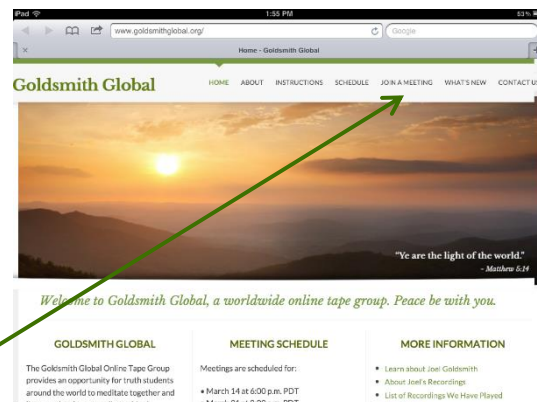 iPad 1:55 PM 83%
www.goldsmithglobal.org/ Google
Home - Goldsmith Global
Goldsmith Global HOME ABOUT INSTRUCTIONS SCHEDULE JOIN A MEETING WHAT'S NEW CONTACT US
"Ye are the light of the world."
- Matthew 5:14
Welcome to Goldsmith Global, a worldwide online tape group. Peace be with you.
GOLDSMITH GLOBAL
The Goldsmith Global Online Tape Group
provides an opportunity for truth students
around the world to meditate together and
MEETING SCHEDULE
Meetings are scheduled for:
• March 14 at 6:00 p.m. PDT
MORE INFORMATION
• Learn about Joel Goldsmith
• About Joel's Recordings
• List of Recordings We Have Played